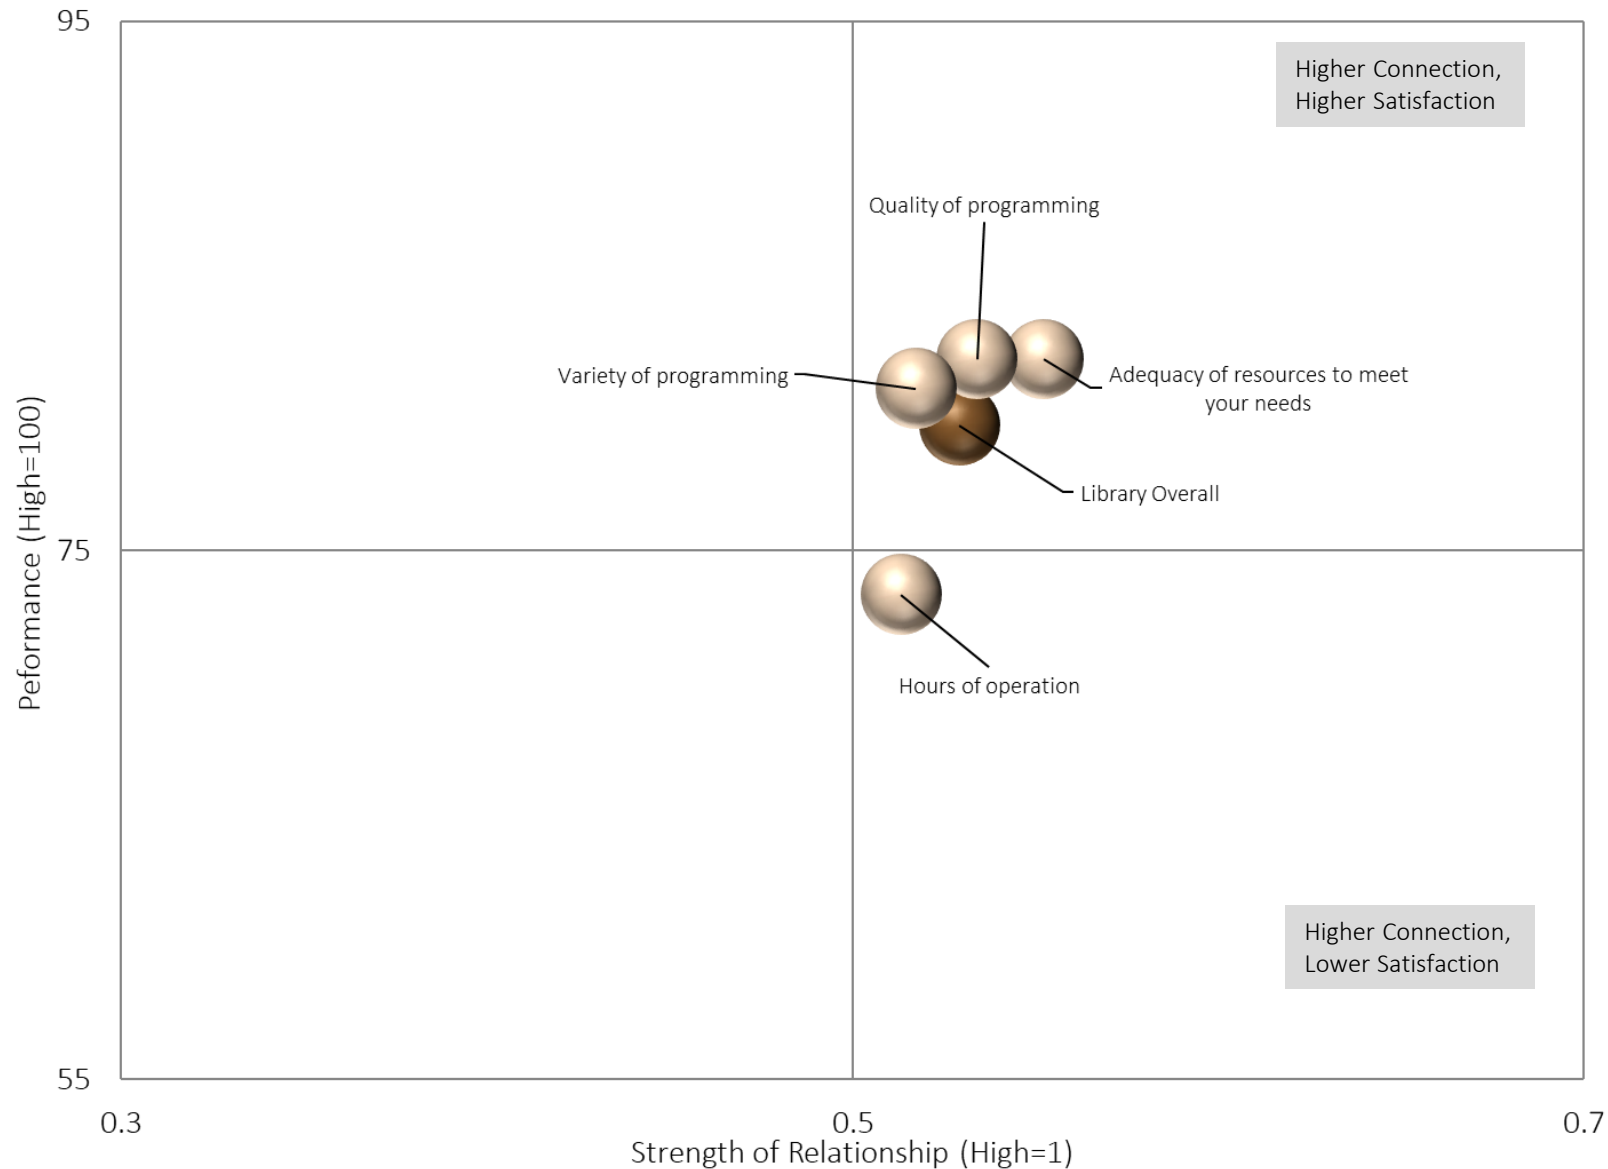 95
Higher Connection,
Higher Satisfaction
Quality of programming
Variety of programming
Adequacy of resources to meet
your needs
Library Overall
75
Peformance (High=100)
Hours of operation
Higher Connection,
Lower Satisfaction
55
0.3
0.5
0.7
Strength of Relationship (High=1)